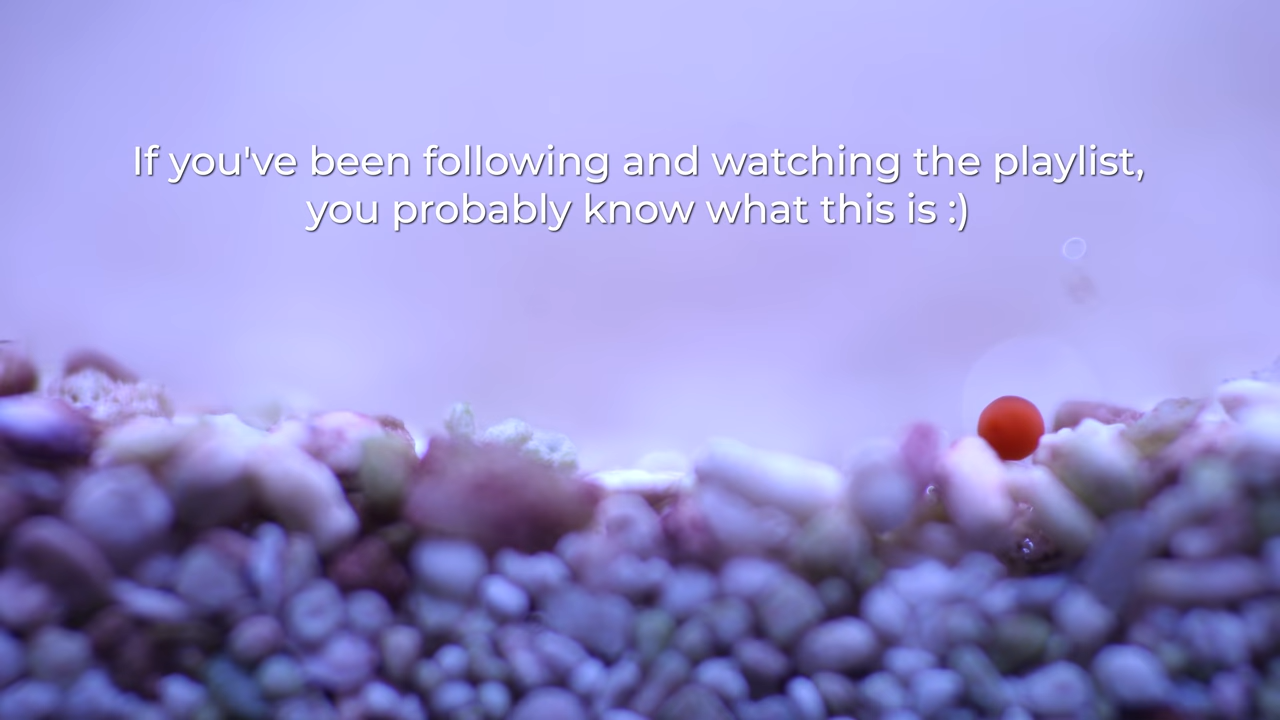 If you've been following and watching the playlist,
you probably know what this is :)